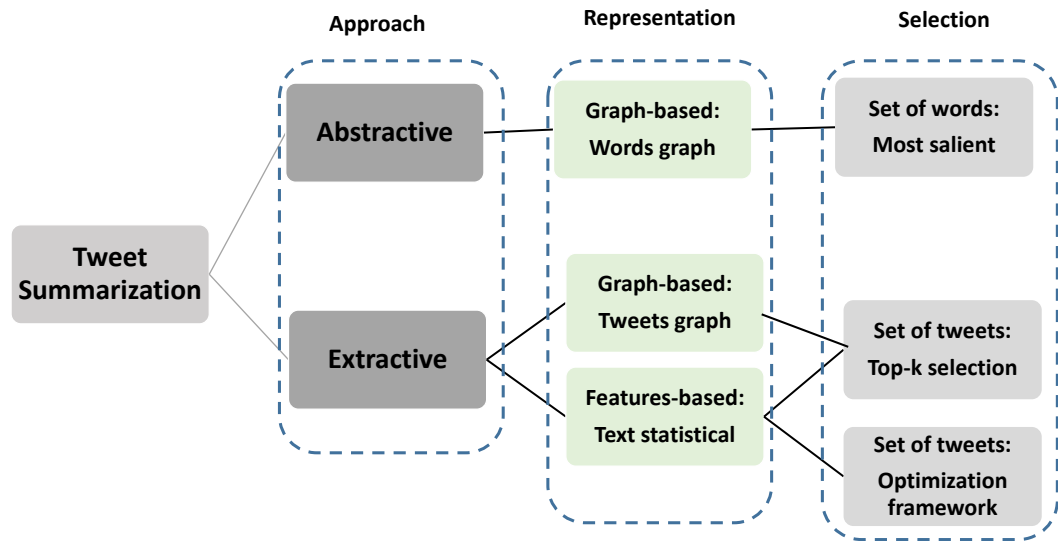 Approach
Representation
Selection
Tweet
Summarization
Abstractive
Graph-based:
Words graph
Set of words:
Most salient
Extractive
Graph-based:
Tweets graph
Features-based:
Text statistical
Set of tweets:
Top-k selection
Set of tweets:
Optimization
framework